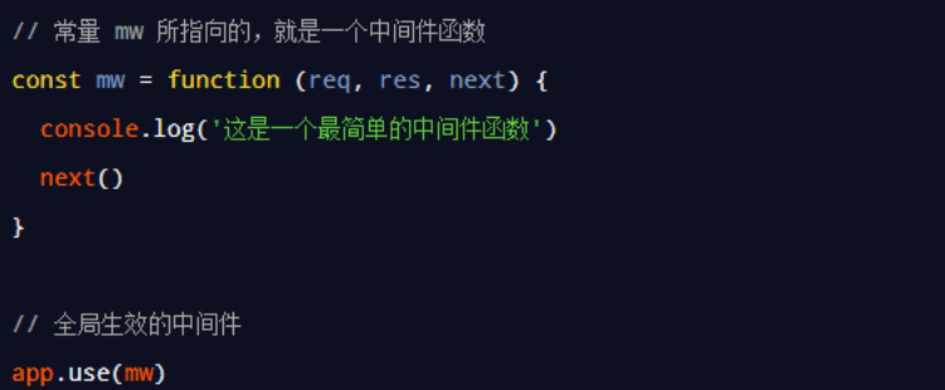 // 常量 mw 所指向的，就是一个中间件函数
const mw = function (req, res, next) {
  console.log('这是一个最简单的中间件函数')
  next()
}
// 全局生效的中间件
app.use(mw)